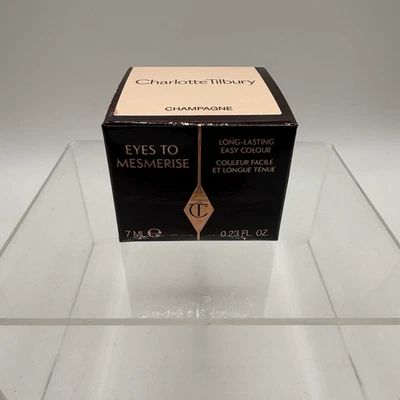 CharlotteTilbury
CHAMPAGNE
EYES TO
MESMERISE
LONG-LASTING
EASY COLOUR
COULEUR FACILE
ET LONGUE TENUE
CT
7 ML ℮
0.23 FL. OZ